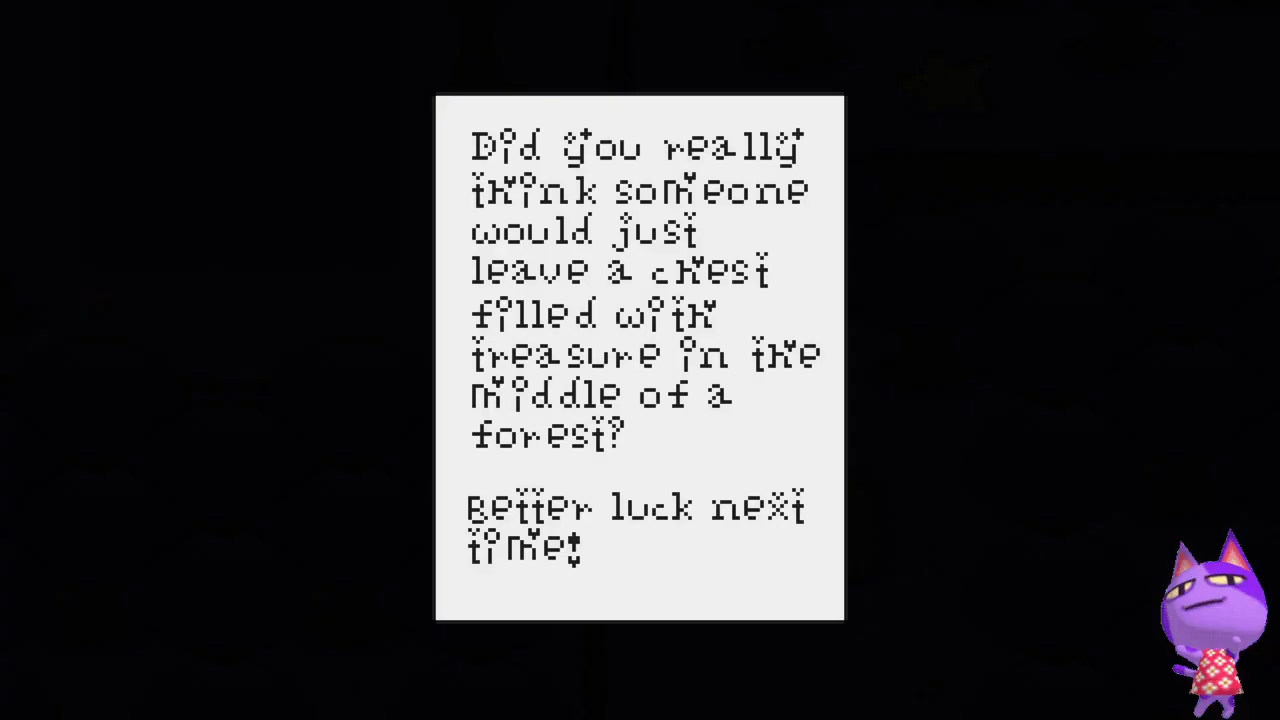 Did you really
think someone
would just
leave a chest
filled with
treasure in the
middle of a
forest?
Better luck next
time!